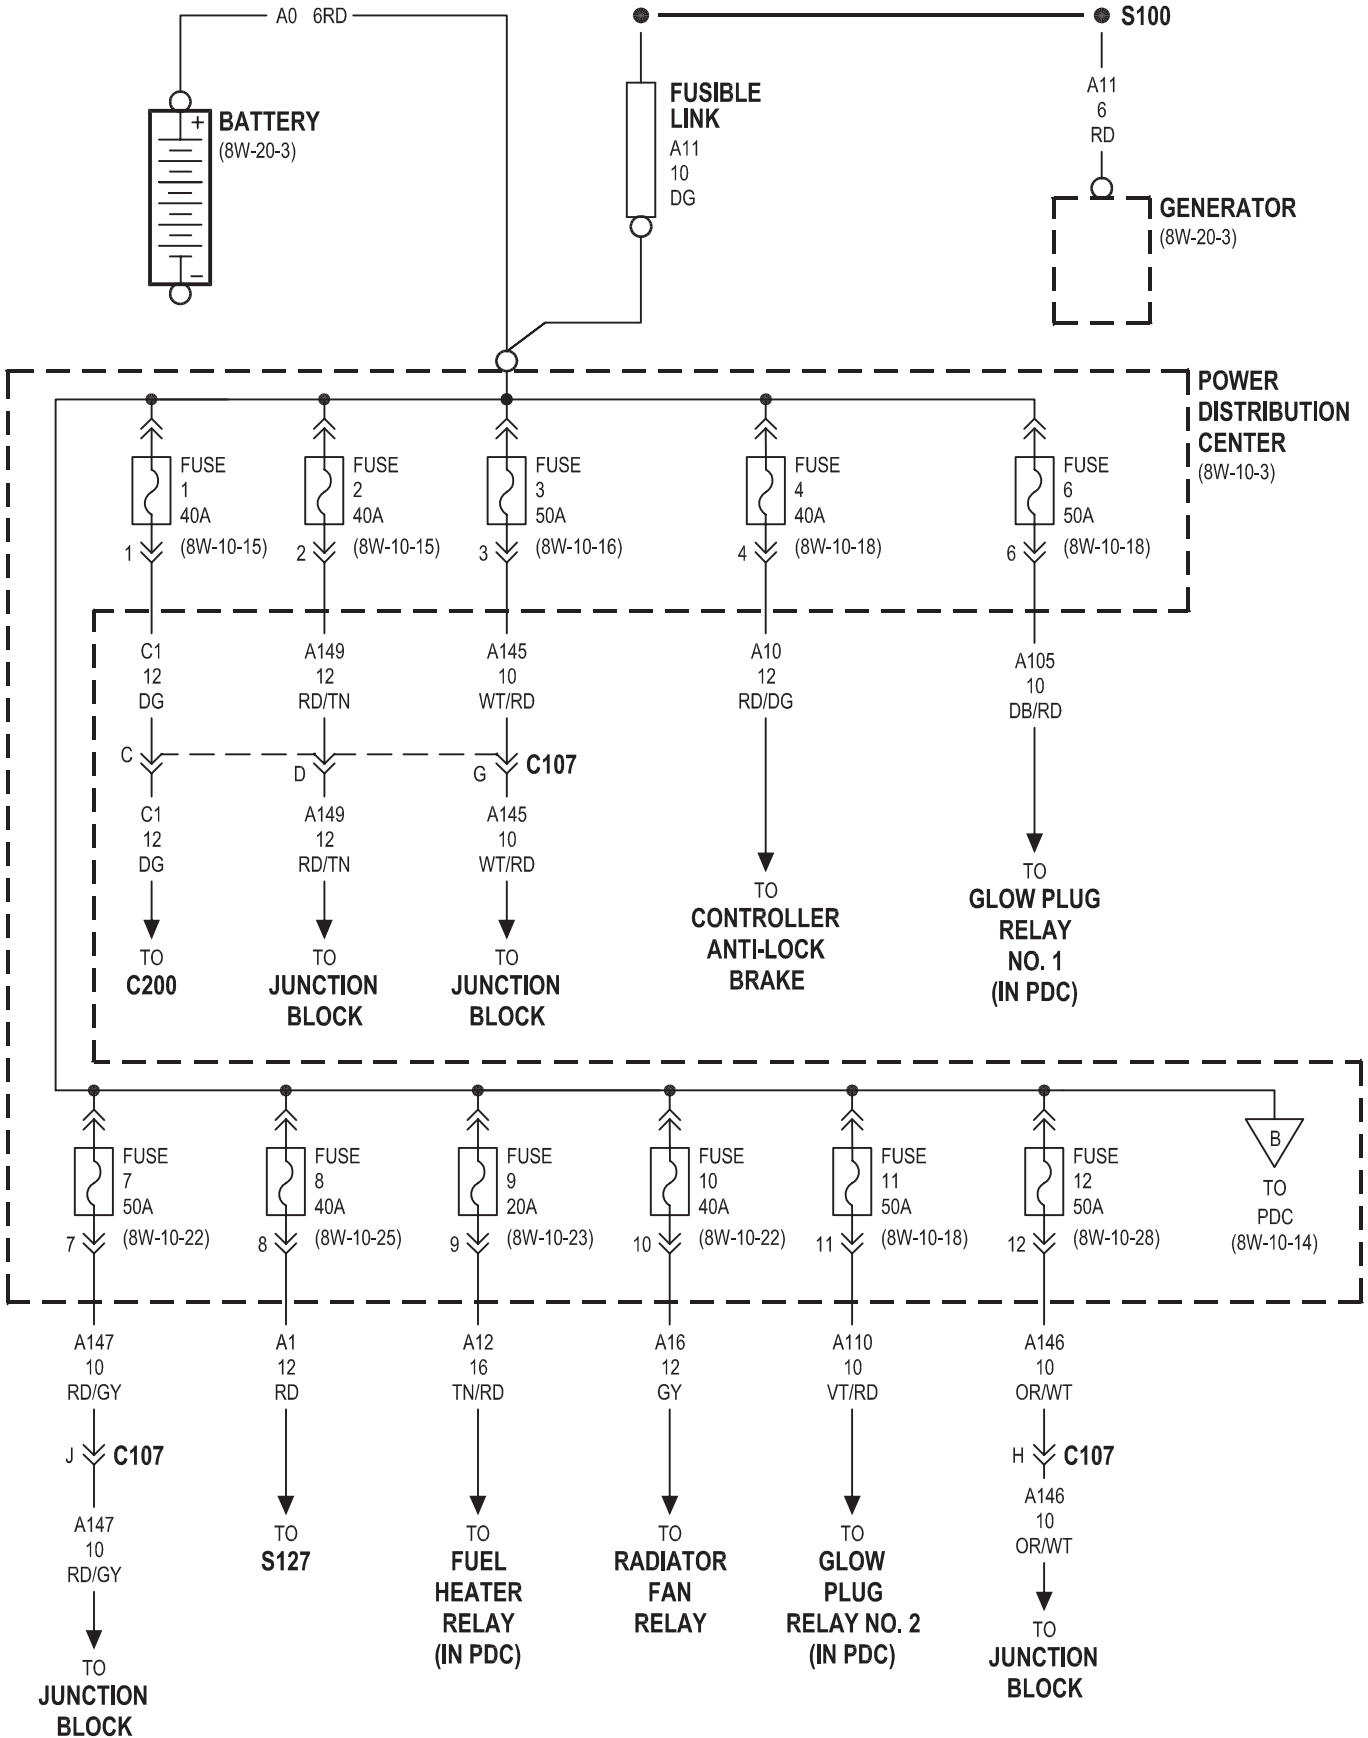 A0 6RD
S100
BATTERY
(8W-20-3)
+
−
FUSIBLE
LINK
A11
10
DG
A11
6
RD
GENERATOR
(8W-20-3)
POWER
DISTRIBUTION
CENTER
(8W-10-3)
FUSE
1
40A
(8W-10-15)
1
FUSE
2
40A
(8W-10-15)
2
FUSE
3
50A
(8W-10-16)
3
FUSE
4
40A
(8W-10-18)
4
FUSE
6
50A
(8W-10-18)
6
C1
12
DG
C
C1
12
DG
TO
C200
A149
12
RD/TN
D
A149
12
RD/TN
TO
JUNCTION
BLOCK
A145
10
WT/RD
G
C107
A145
10
WT/RD
TO
JUNCTION
BLOCK
A10
12
RD/DG
TO
CONTROLLER
ANTI-LOCK
BRAKE
A105
10
DB/RD
TO
GLOW PLUG
RELAY
NO. 1
(IN PDC)
FUSE
7
50A
(8W-10-22)
7
FUSE
8
40A
(8W-10-25)
8
FUSE
9
20A
(8W-10-23)
9
FUSE
10
40A
(8W-10-22)
10
FUSE
11
50A
(8W-10-18)
11
FUSE
12
50A
(8W-10-28)
12
B
TO
PDC
(8W-10-14)
A147
10
RD/GY
J
C107
A147
10
RD/GY
TO
JUNCTION
BLOCK
A1
12
RD
TO
S127
A12
16
TN/RD
TO
FUEL
HEATER
RELAY
(IN PDC)
A16
12
GY
TO
RADIATOR
FAN
RELAY
A110
10
VT/RD
TO
GLOW
PLUG
RELAY NO. 2
(IN PDC)
A146
10
OR/WT
H
C107
A146
10
OR/WT
TO
JUNCTION
BLOCK